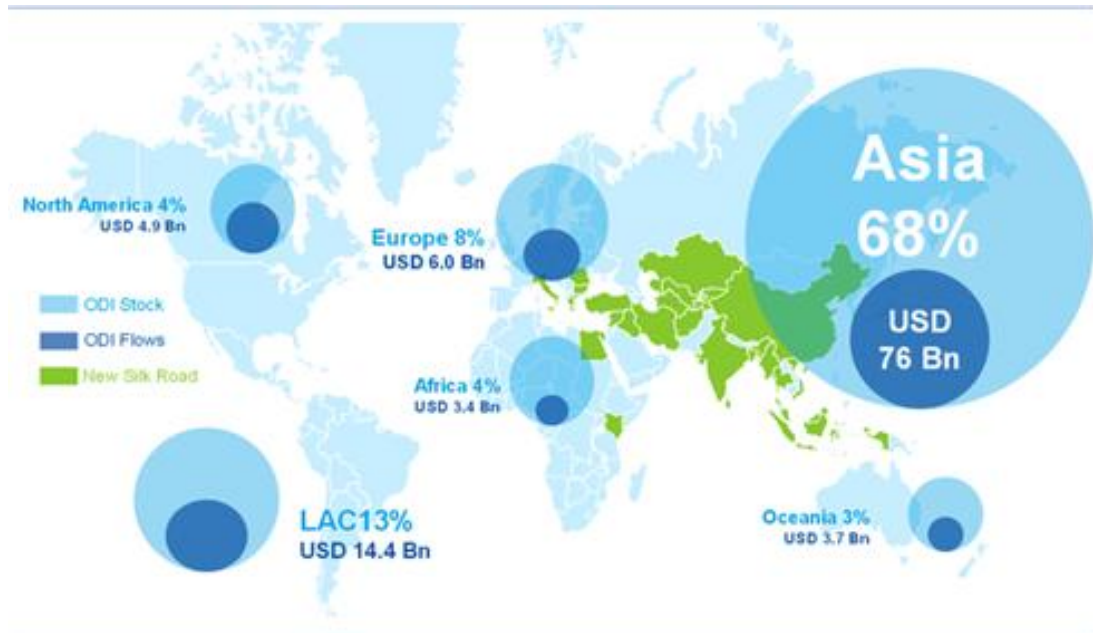 Asia
68%
USD
76 Bn
North America 4%
USD 4.9 Bn
Europe 8%
USD 6.0 Bn
ODI Stock
ODI Flows
New Silk Road
Africa 4%
USD 3.4 Bn
LAC13%
USD 14.4 Bn
Oceania 3%
USD 3.7 Bn